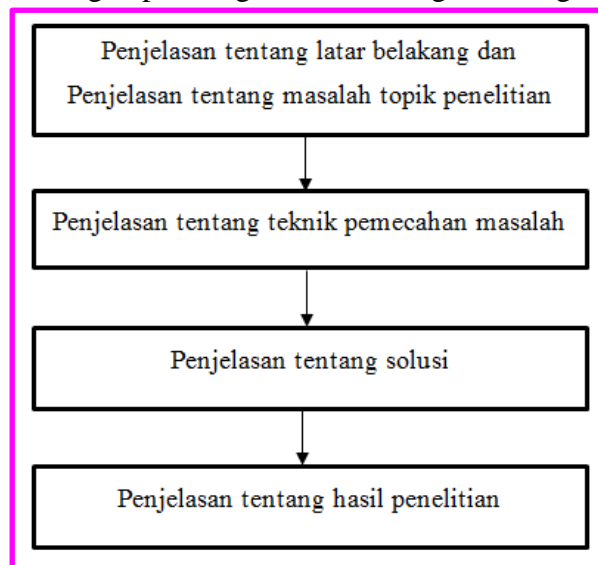 Penjelasan tentang latar belakang dan
Penjelasan tentang masalah topik penelitian
Penjelasan tentang teknik pemecahan masalah
Penjelasan tentang solusi
Penjelasan tentang hasil penelitian